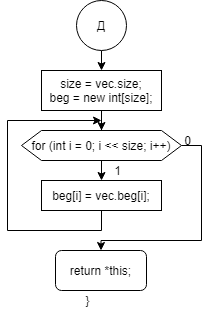 Д
size = vec.size;
beg = new int[size];
for (int i = 0; i << size; i++)
0
1
beg[i] = vec.beg[i];
return *this;
}